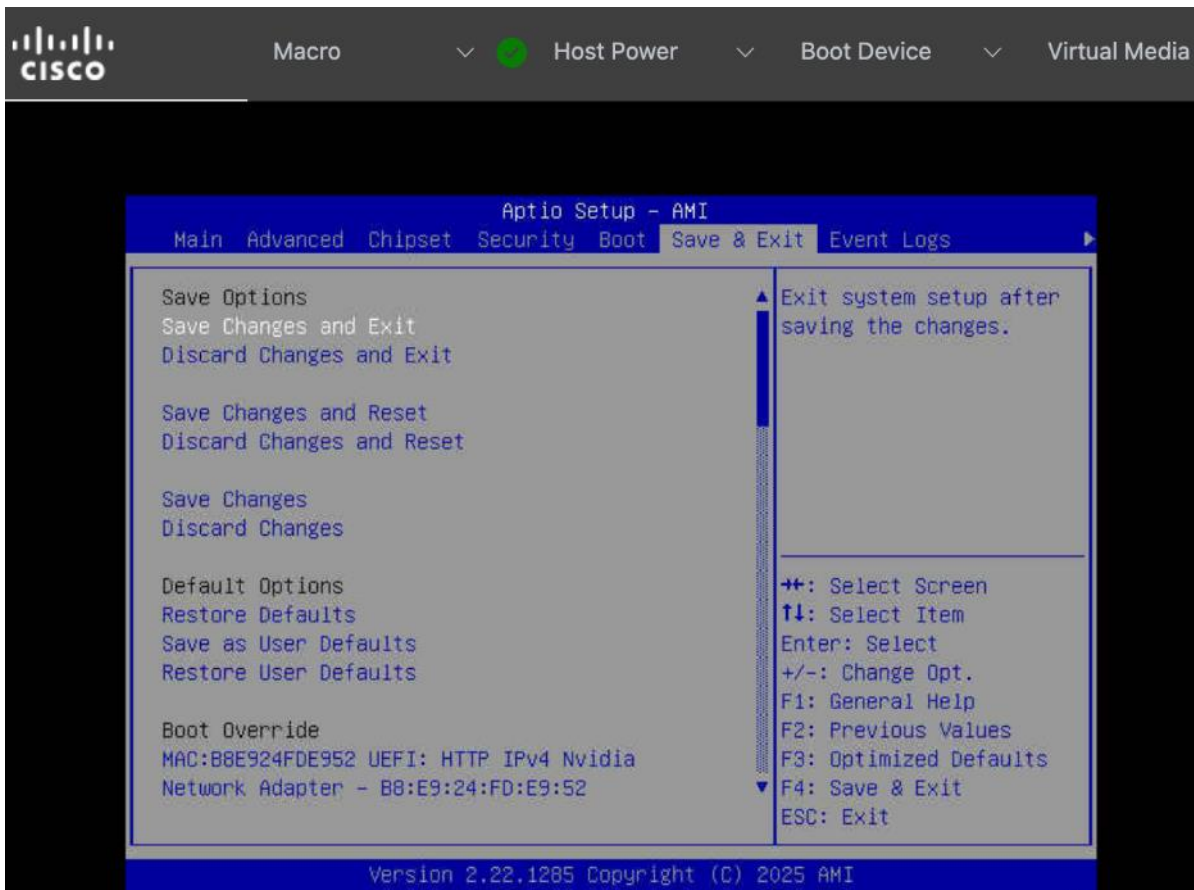 CISCO
Macro Host Power Boot Device Virtual Media
Aptio Setup - AMI
Main Advanced Chipset Security Boot Save & Exit Event Logs
Save Options
Save Changes and Exit
Discard Changes and Exit
Save Changes and Reset
Discard Changes and Reset
Save Changes
Discard Changes
Default Options
Restore Defaults
Save as User Defaults
Restore User Defaults
Boot Override
MAC:B8E924FDE952 UEFI: HTTP IPv4 Nvidia
Network Adapter - B8:E9:24:FD:E9:52
Exit system setup after
saving the changes.
→←: Select Screen
↑↓: Select Item
Enter: Select
+/-: Change Opt.
F1: General Help
F2: Previous Values
F3: Optimized Defaults
F4: Save & Exit
ESC: Exit
Version 2.22.1285 Copyright (C) 2025 AMI